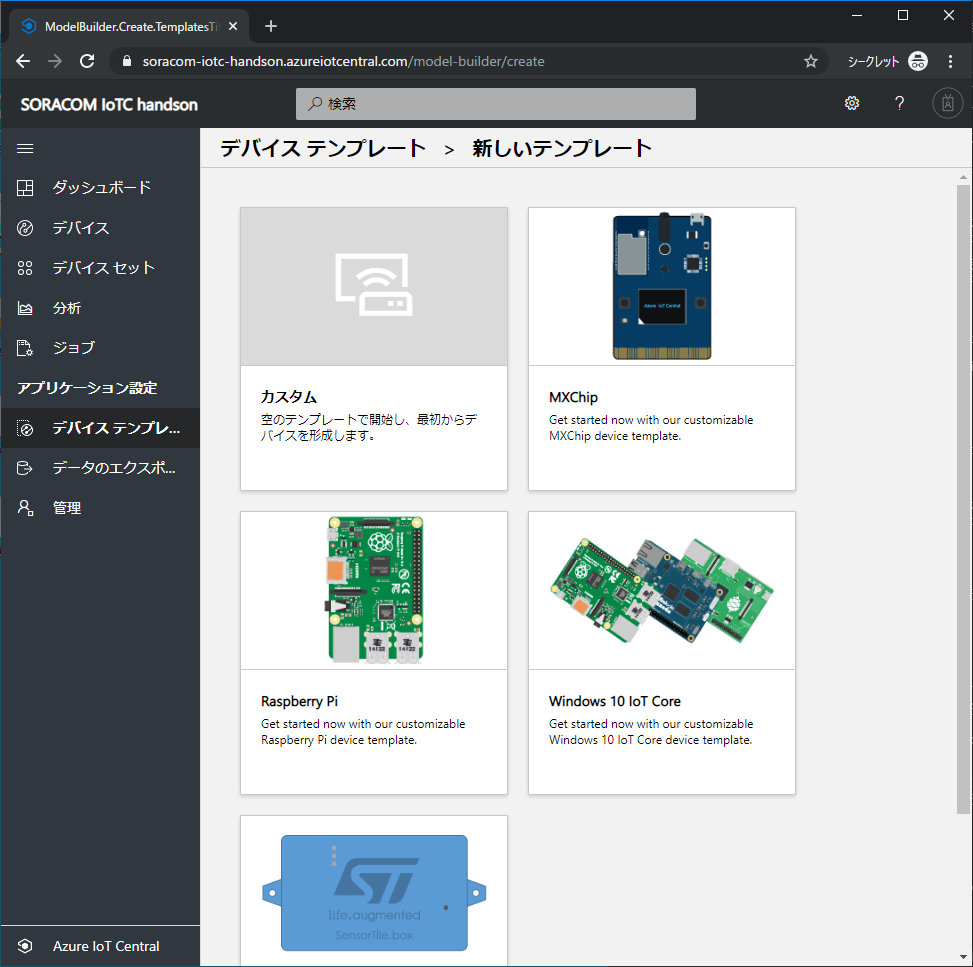 ModelBuilder.Create.TemplatesTi
soracom-iotc-handson.azureiotcentral.com/model-builder/create
シークレット
SORACOM IoTC handson
検索
?
デバイス テンプレート > 新しいテンプレート
ダッシュボード
デバイス
デバイス セット
分析
ジョブ
アプリケーション設定
デバイス テンプレ...
データのエクスポ...
管理
Azure IoT Central
カスタム
空のテンプレートで開始し、最初からデ
バイスを形成します。
Azure IoT Central
MXChip
Get started now with our customizable
MXChip device template.
Raspberry Pi
Get started now with our customizable
Raspberry Pi device template.
Windows 10 IoT Core
Get started now with our customizable
Windows 10 IoT Core device template.
ST
life.augmented
SensorTile.box